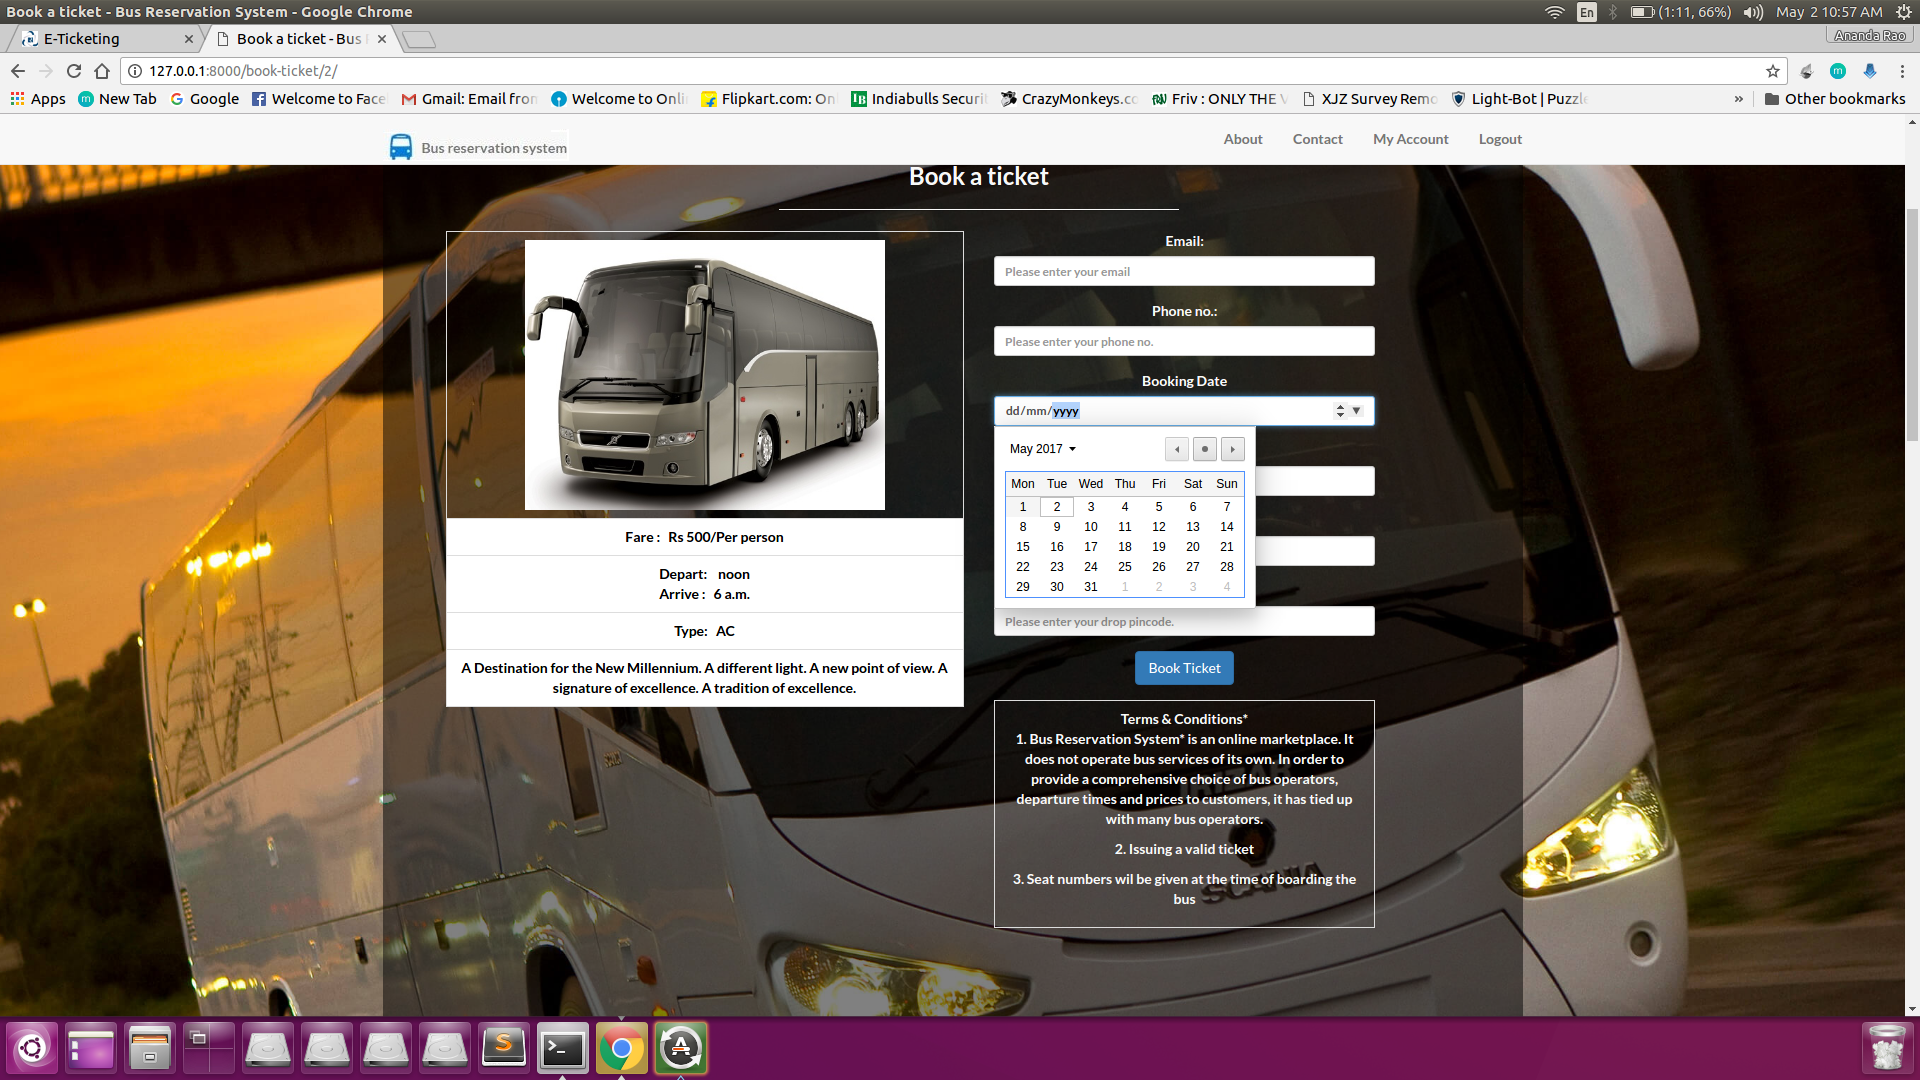 Book a ticket - Bus Reservation System - Google Chrome
En
(1:11, 66%)
May 2 10:57 AM
E-Ticketing
Book a ticket - Bus
Ananda Rao
127.0.0.1:8000/book-ticket/2/
Apps
New Tab
Google
Welcome to Face
Gmail: Email from
Welcome to Onli
Flipkart.com: Onl
Indiabulls Securit
CrazyMonkeys.co
Friv : ONLY THE
XJZ Survey Remo
Light-Bot | Puzzle
»
Other bookmarks
Bus reservation system
About
Contact
My Account
Logout
Book a ticket
Fare : Rs 500/Per person
Depart: noon
Arrive : 6 a.m.
Type: AC
A Destination for the New Millennium. A different light. A new point of view. A
signature of excellence. A tradition of excellence.
Email:
Please enter your email
Phone no.:
Please enter your phone no.
Booking Date
dd/mm/yyyy
May 2017
Mon Tue Wed Thu Fri Sat Sun
1 2 3 4 5 6 7
8 9 10 11 12 13 14
15 16 17 18 19 20 21
22 23 24 25 26 27 28
29 30 31 1 2 3 4
Please enter your drop pincode.
Book Ticket
Terms & Conditions*
1. Bus Reservation System* is an online marketplace. It
does not operate bus services of its own. In order to
provide a comprehensive choice of bus operators,
departure times and prices to customers, it has tied up
with many bus operators.
2. Issuing a valid ticket
3. Seat numbers wil be given at the time of boarding the
bus
SCANIA